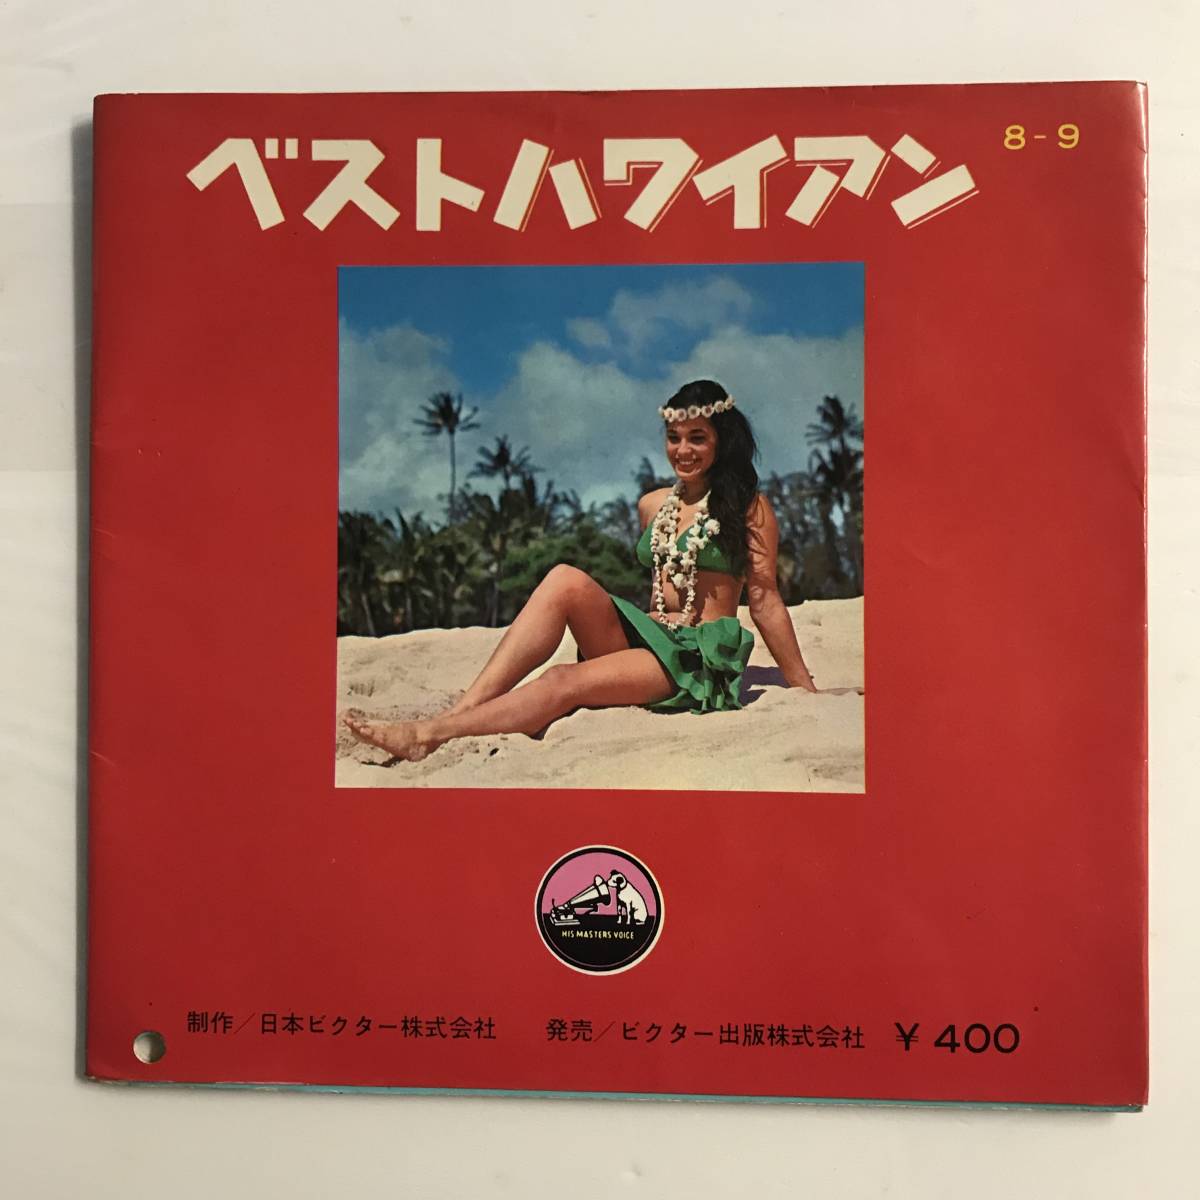 ベストハワイアン
8-9
HIS MASTERS VOICE
制作/日本ビクター株式会社 発売/ビクター出版株式会社 ¥400